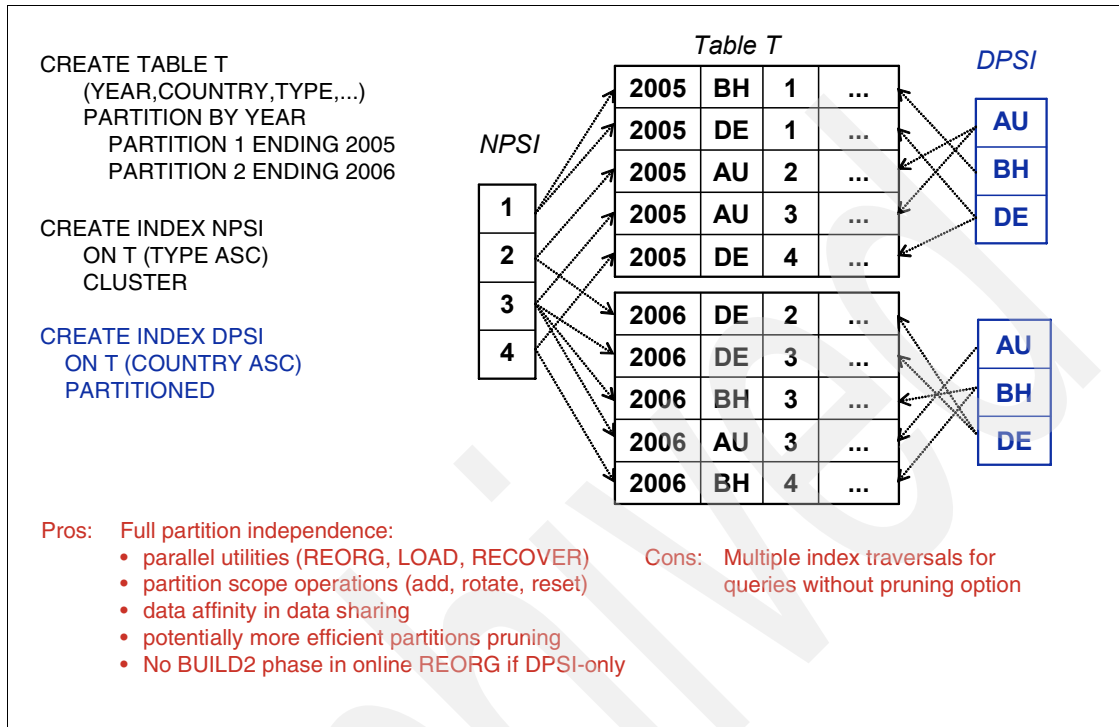 CREATE TABLE T
(YEAR,COUNTRY,TYPE,...)
PARTITION BY YEAR
PARTITION 1 ENDING 2005
PARTITION 2 ENDING 2006
CREATE INDEX NPSI
ON T (TYPE ASC)
CLUSTER
CREATE INDEX DPSI
ON T (COUNTRY ASC)
PARTITIONED
NPSI
1
2
3
4
Table T
2005 BH 1 ...
2005 DE 1 ...
2005 AU 2 ...
2005 AU 3 ...
2005 DE 4 ...
2006 DE 2 ...
2006 DE 3 ...
2006 BH 3 ...
2006 AU 3 ...
2006 BH 4 ...
DPSI
AU
BH
DE
AU
BH
DE
Pros: Full partition independence:
• parallel utilities (REORG, LOAD, RECOVER)
• partition scope operations (add, rotate, reset)
• data affinity in data sharing
• potentially more efficient partitions pruning
• No BUILD2 phase in online REORG if DPSI-only
Cons: Multiple index traversals for
queries without pruning option